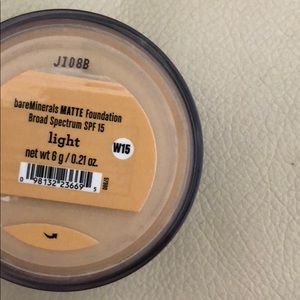 J108B
bareMinerals MATTE Foundation
Broad Spectrum SPF 15
light
W15
net wt 6 g / 0.21 oz.
0 98132 23669 5